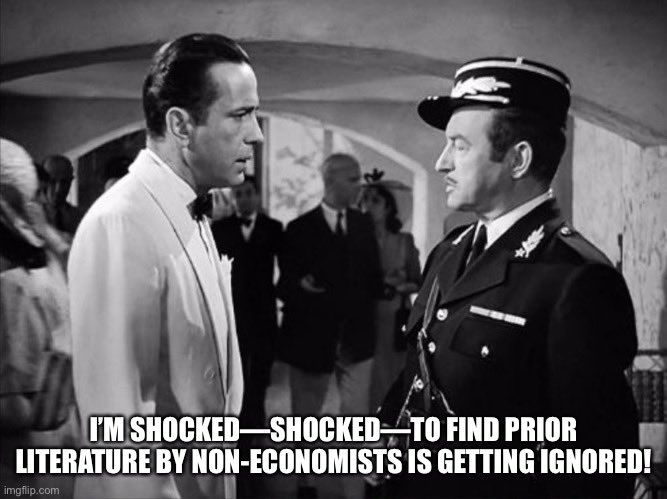 I'M SHOCKED—SHOCKED—TO FIND PRIOR
LITERATURE BY NON-ECONOMISTS IS GETTING IGNORED!
imgflip.com